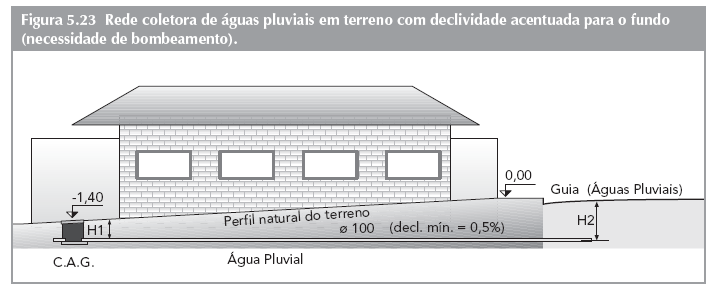 Figura 5.23 Rede coletora de águas pluviais em terreno com declividade acentuada para o fundo
(necessidade de bombeamento).
0,00
Guia (Águas Pluviais)
-1,40
Perfil natural do terreno
H1
ø 100 (decl. mín. = 0,5%)
H2
C.A.G.
Água Pluvial